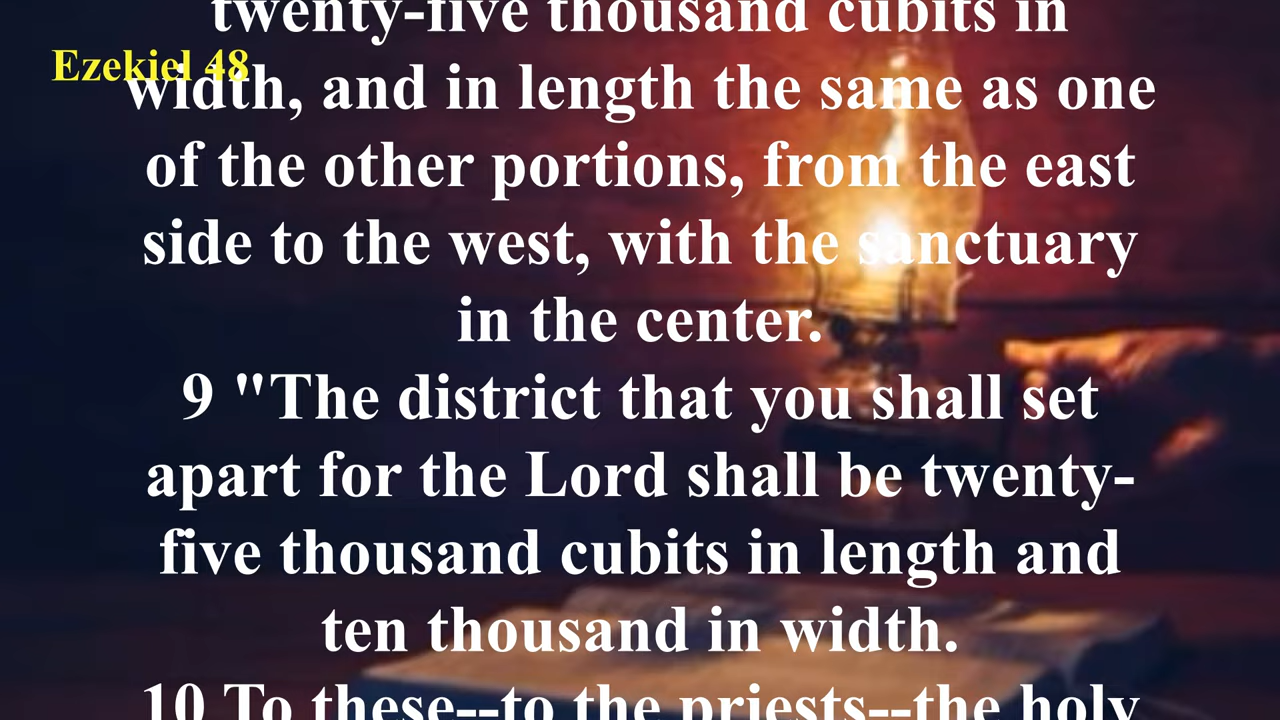 twenty-five thousand cubits in
Ezekiel 48
width, and in length the same as one
of the other portions, from the east
side to the west, with the sanctuary
in the center.
9 "The district that you shall set
apart for the Lord shall be twenty-
five thousand cubits in length and
ten thousand in width.
10 To these--to the priests--the holy